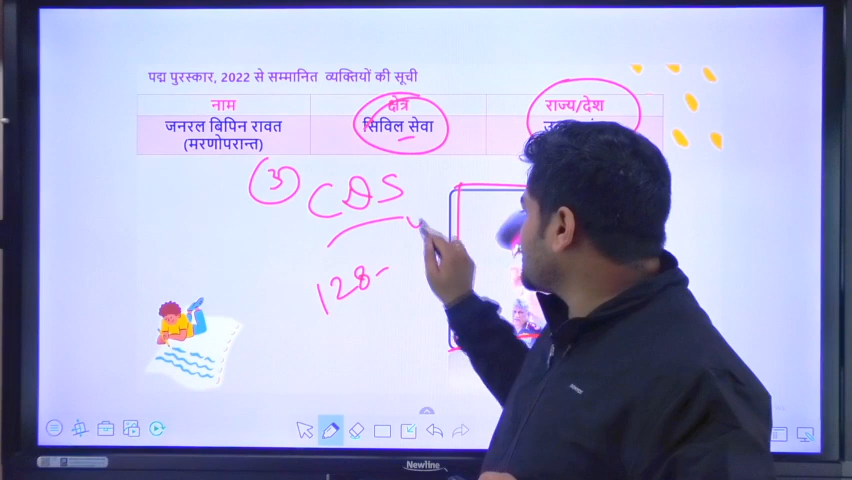 पद्म पुरस्कार, 2022 से सम्मानित व्यक्तियों की सूची
नाम क्षेत्र राज्य/देश
जनरल बिपिन रावत सिविल सेवा
(मरणोपरान्त)
CDS
128-
Newline